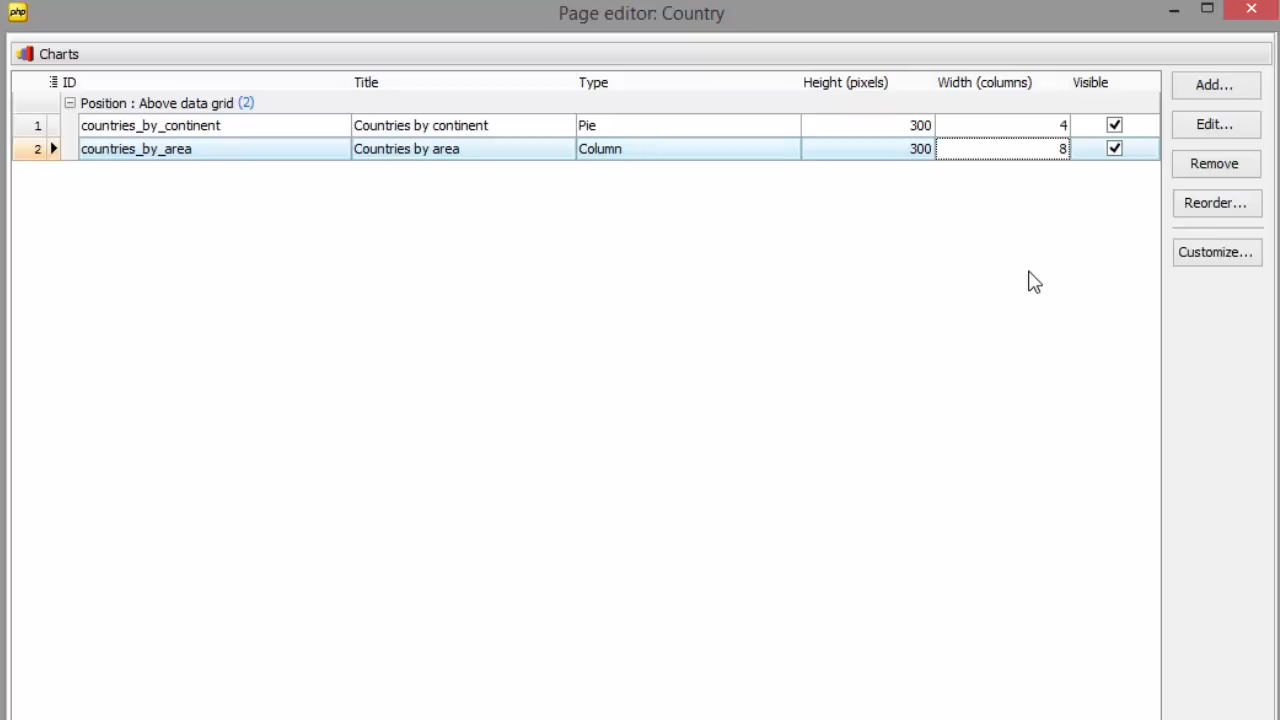 php
Page editor: Country
Charts
ID Title Type Height (pixels) Width (columns) Visible
Position : Above data grid (2)
1 countries_by_continent Countries by continent Pie 300 4
2 countries_by_area Countries by area Column 300 8
Add...
Edit...
Remove
Reorder...
Customize...